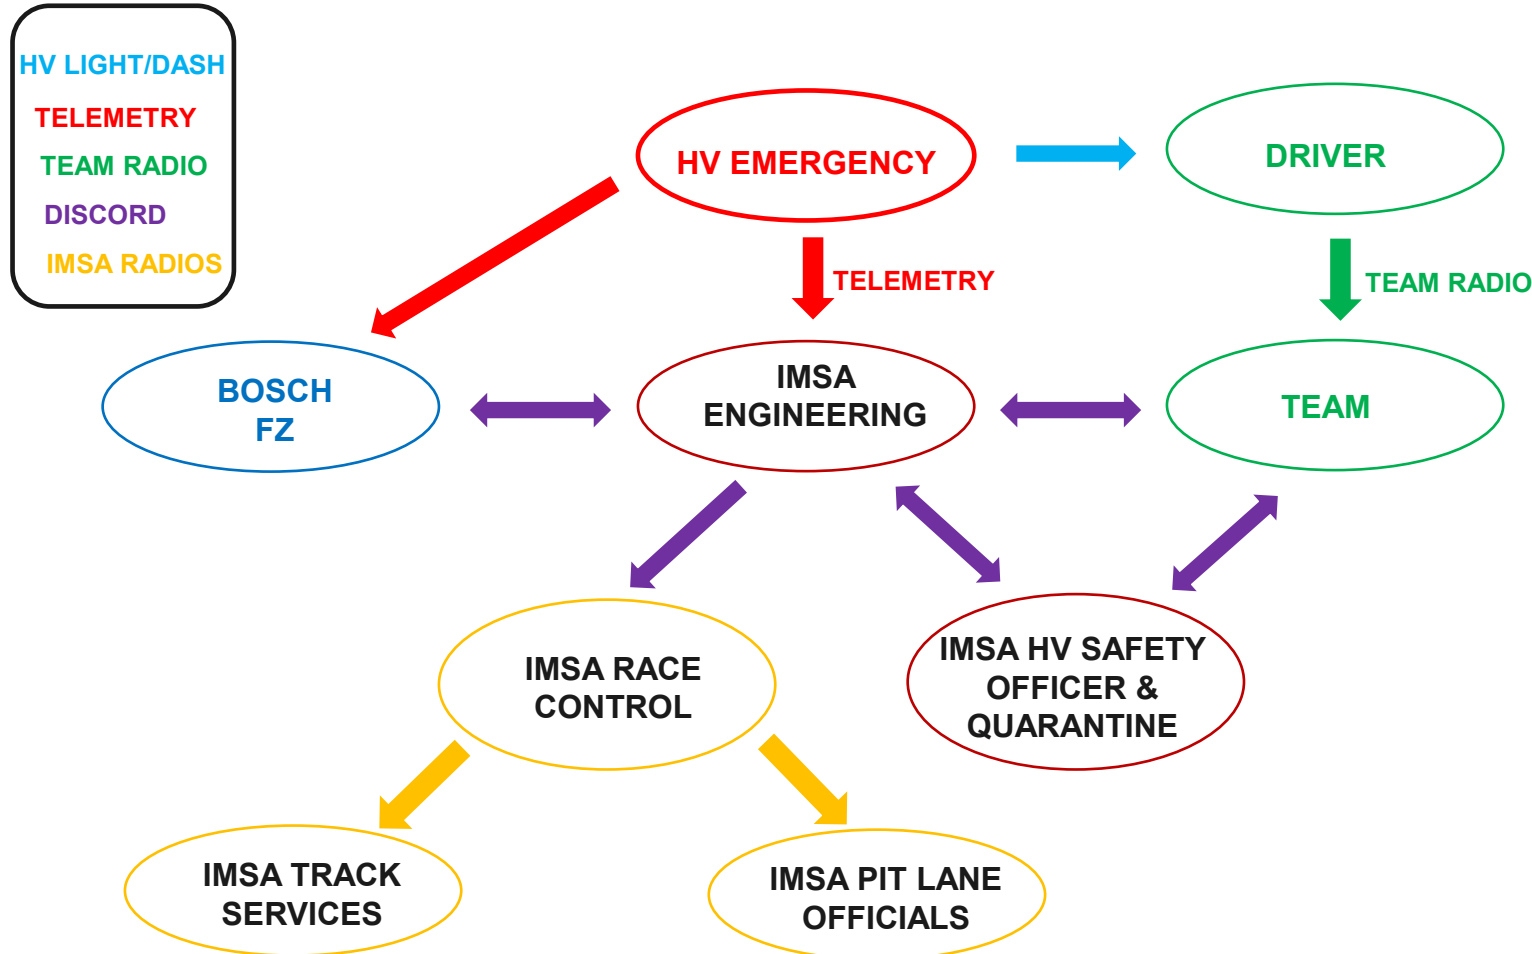 HV LIGHT/DASH
TELEMETRY
TEAM RADIO
DISCORD
IMSA RADIOS
HV EMERGENCY
DRIVER
TELEMETRY
TEAM RADIO
BOSCH
FZ
IMSA
ENGINEERING
TEAM
IMSA RACE
CONTROL
IMSA HV SAFETY
OFFICER &
QUARANTINE
IMSA TRACK
SERVICES
IMSA PIT LANE
OFFICIALS